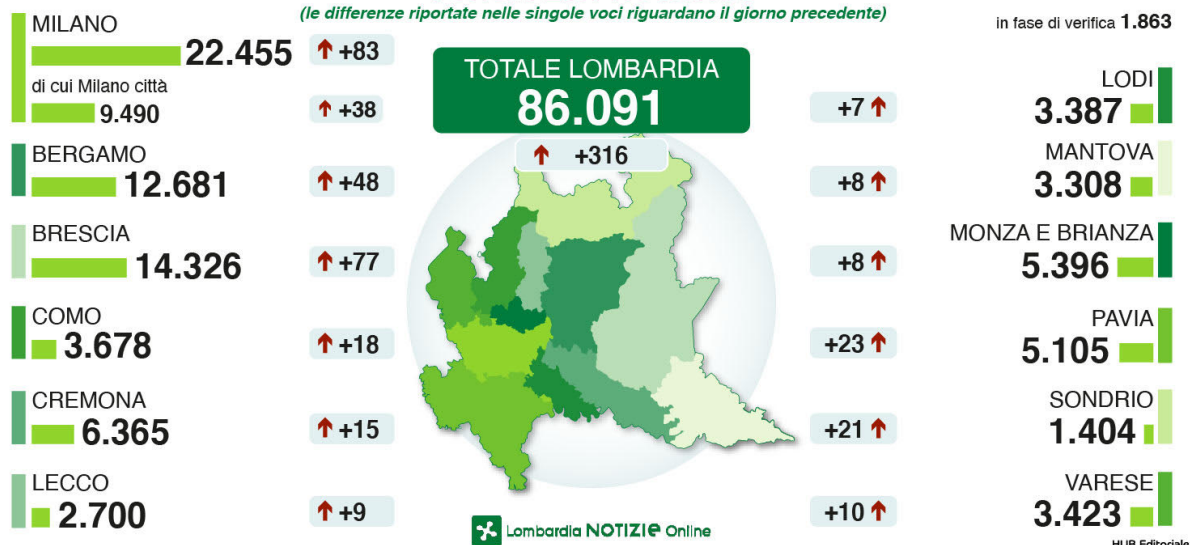 (le differenze riportate nelle singole voci riguardano il giorno precedente)
in fase di verifica 1.863
MILANO
22.455
+83
di cui Milano città
9.490
+38
BERGAMO
12.681
+48
BRESCIA
14.326
+77
COMO
3.678
+18
CREMONA
6.365
+15
LECCO
2.700
+9
TOTALE LOMBARDIA
86.091
+316
LODI
+7
3.387
MANTOVA
+8
3.308
MONZA E BRIANZA
+8
5.396
PAVIA
+23
5.105
SONDRIO
+21
1.404
VARESE
+10
3.423
Lombardia NOTIZIe Online
HUB Editoriale